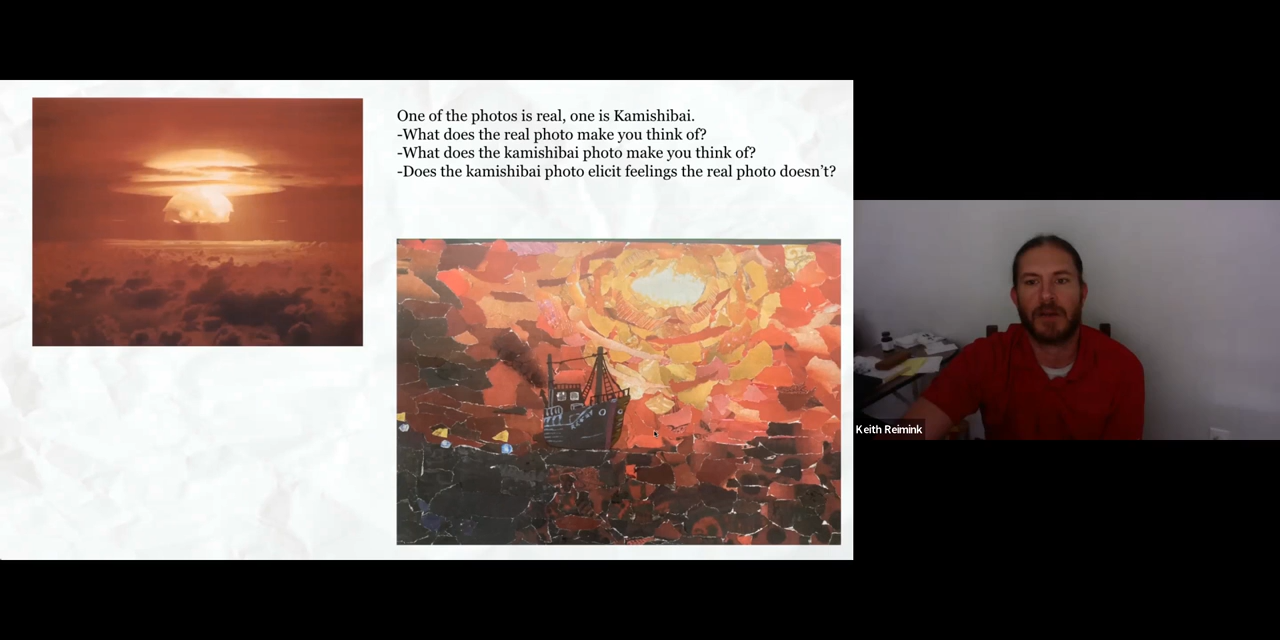 One of the photos is real, one is Kamishibai.
-What does the real photo make you think of?
-What does the kamishibai photo make you think of?
-Does the kamishibai photo elicit feelings the real photo doesn’t?
Keith Reimink